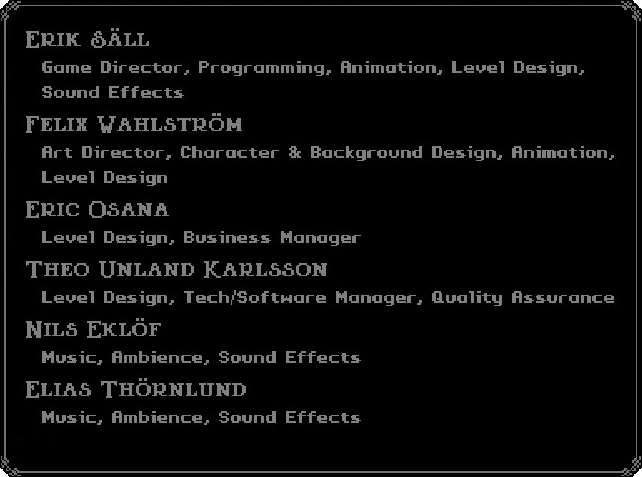 Erik Säll
Game Director, Programming, Animation, Level Design,
Sound Effects
Felix Wahlström
Art Director, Character & Background Design, Animation,
Level Design
Eric Osana
Level Design, Business Manager
Theo Unland Karlsson
Level Design, Tech/Software Manager, Quality Assurance
Nils Eklöf
Music, Ambience, Sound Effects
Elias Thörnlund
Music, Ambience, Sound Effects